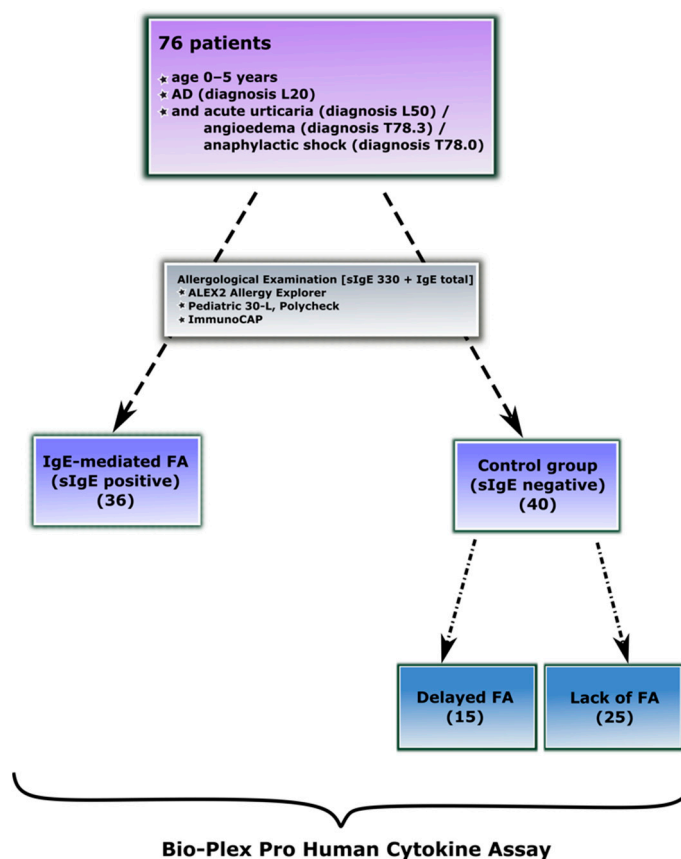 76 patients
★ age 0–5 years
★ AD (diagnosis L20)
★ and acute urticaria (diagnosis L50) /
angioedema (diagnosis T78.3) /
anaphylactic shock (diagnosis T78.0)
Allergological Examination [sIgE 330 + IgE total]
★ ALEX2 Allergy Explorer
★ Pediatric 30-L, Polycheck
★ ImmunoCAP
IgE-mediated FA
(sIgE positive)
(36)
Control group
(sIgE negative)
(40)
Delayed FA
(15)
Lack of FA
(25)
Bio-Plex Pro Human Cytokine Assay